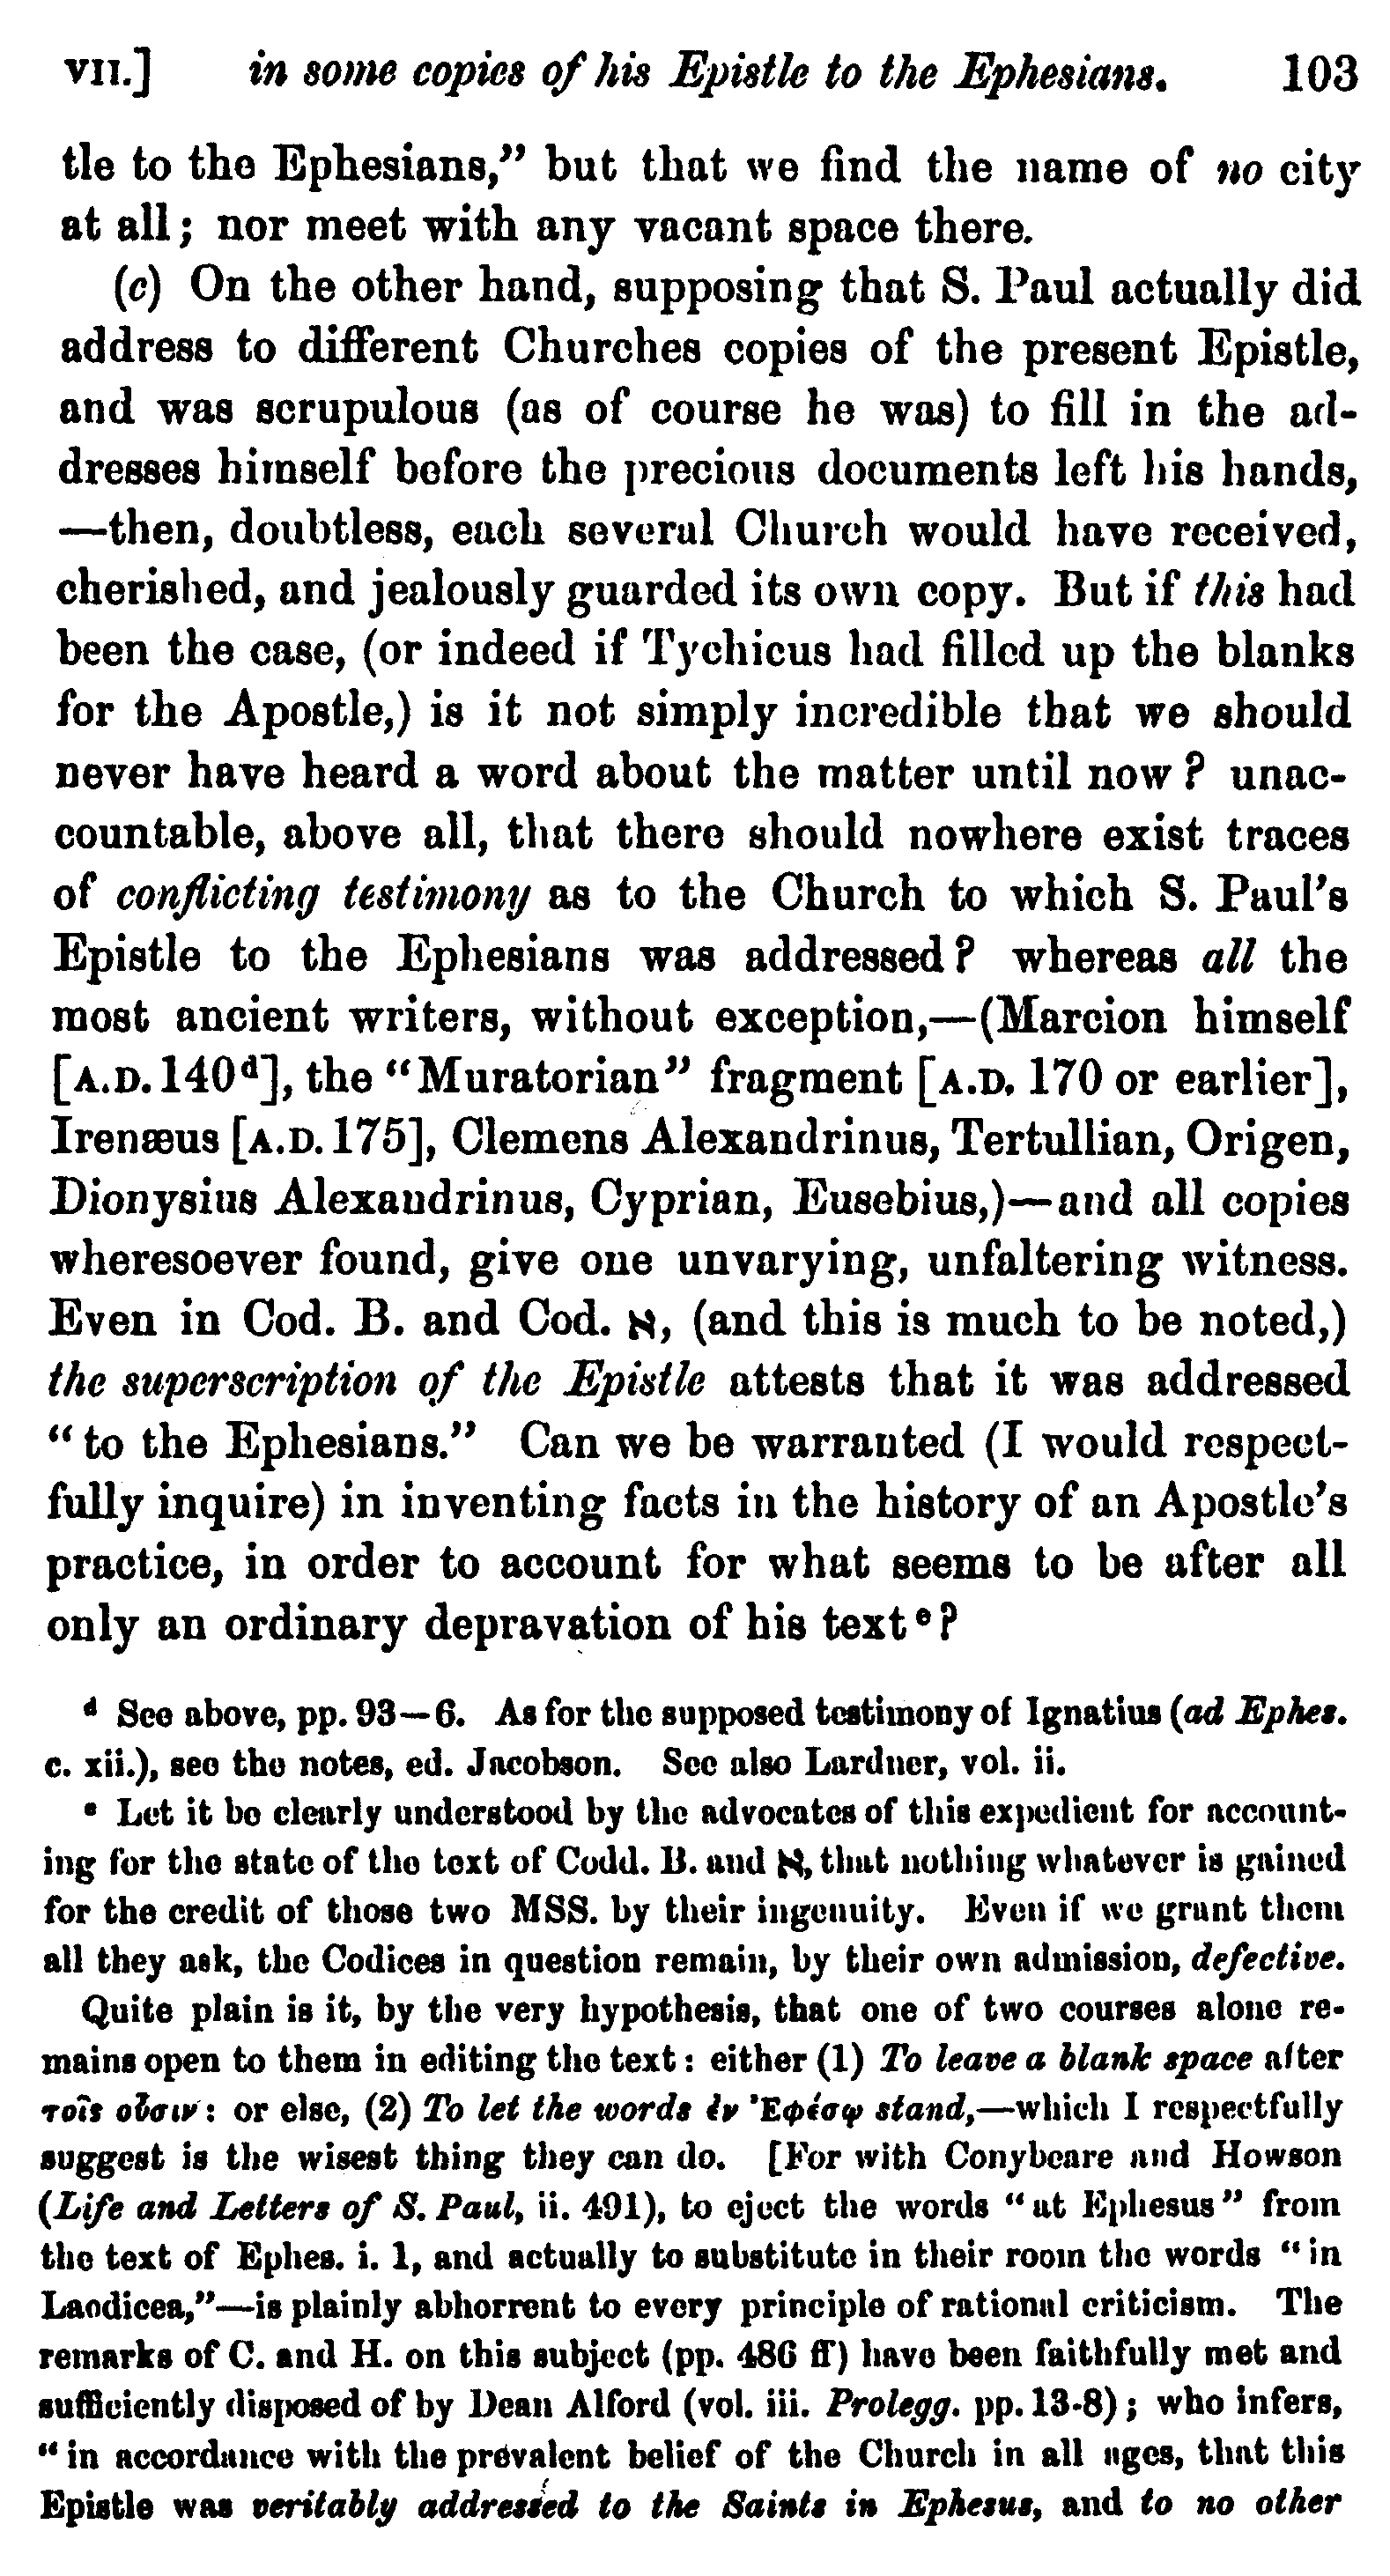 VII.] in some copies of his Epistle to the Ephesians. 103
tle to the Ephesians,” but that we find the name of no city
at all; nor meet with any vacant space there.
(c) On the other hand, supposing that S. Paul actually did
address to different Churches copies of the present Epistle,
and was scrupulous (as of course he was) to fill in the ad-
dresses himself before the precious documents left his hands,
—then, doubtless, each several Church would have received,
cherished, and jealously guarded its own copy. But if this had
been the case, (or indeed if Tychicus had filled up the blanks
for the Apostle,) is it not simply incredible that we should
never have heard a word about the matter until now? unac-
countable, above all, that there should nowhere exist traces
of conflicting testimony as to the Church to which S. Paul’s
Epistle to the Ephesians was addressed? whereas all the
most ancient writers, without exception,—(Marcion himself
[A.D. 140ᵈ], the “Muratorian” fragment [A.D. 170 or earlier],
Irenæus [A.D. 175], Clemens Alexandrinus, Tertullian, Origen,
Dionysius Alexandrinus, Cyprian, Eusebius,)—and all copies
wheresoever found, give one unvarying, unfaltering witness.
Even in Cod. B. and Cod. א, (and this is much to be noted,)
the superscription of the Epistle attests that it was addressed
“to the Ephesians.” Can we be warranted (I would respect-
fully inquire) in inventing facts in the history of an Apostle’s
practice, in order to account for what seems to be after all
only an ordinary depravation of his textᵉ?
ᵈ See above, pp. 93—6. As for the supposed testimony of Ignatius (ad Ephes.
c. xii.), see the notes, ed. Jacobson. See also Lardner, vol. ii.
ᵉ Let it be clearly understood by the advocates of this expedient for account-
ing for the state of the text of Codd. B. and א, that nothing whatever is gained
for the credit of those two MSS. by their ingenuity. Even if we grant them
all they ask, the Codices in question remain, by their own admission, defective.
Quite plain is it, by the very hypothesis, that one of two courses alone re-
mains open to them in editing the text: either (1) To leave a blank space after
τοῖς οὖσιν: or else, (2) To let the words ἐν Ἐφέσῳ stand,—which I respectfully
suggest is the wisest thing they can do. [For with Conybeare and Howson
(Life and Letters of S. Paul, ii. 491), to eject the words “at Ephesus” from
the text of Ephes. i. 1, and actually to substitute in their room the words “in
Laodicea,”—is plainly abhorrent to every principle of rational criticism. The
remarks of C. and H. on this subject (pp. 486 ff) have been faithfully met and
sufficiently disposed of by Dean Alford (vol. iii. Prolegg. pp. 13-8); who infers,
“in accordance with the prevalent belief of the Church in all ages, that this
Epistle was veritably addressed to the Saints in Ephesus, and to no other